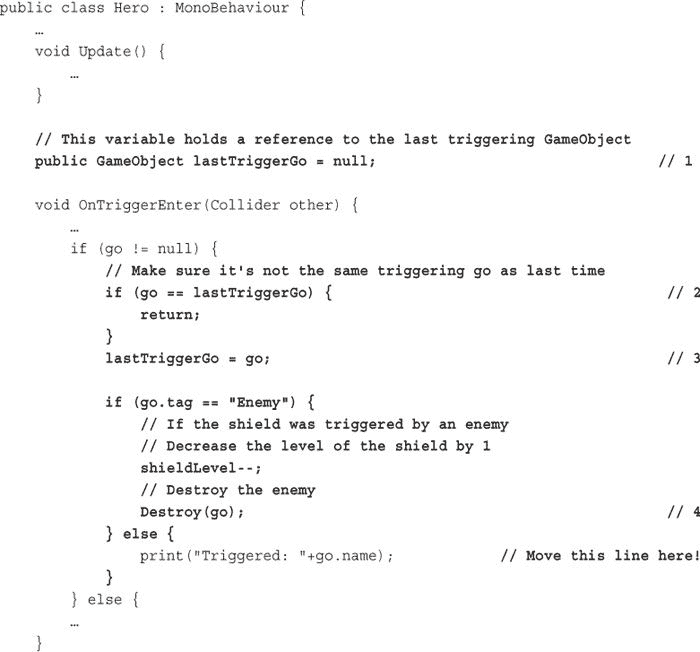 public class Hero : MonoBehaviour {
    …
    void Update() {
        …
    }

    // This variable holds a reference to the last triggering GameObject
    public GameObject lastTriggerGo = null;                                // 1

    void OnTriggerEnter(Collider other) {
        …
        if (go != null) {
            // Make sure it's not the same triggering go as last time
            if (go == lastTriggerGo) {                                      // 2
                return;
            }
            lastTriggerGo = go;                                             // 3

            if (go.tag == "Enemy") {
                // If the shield was triggered by an enemy
                // Decrease the level of the shield by 1
                shieldLevel--;
                // Destroy the enemy
                Destroy(go);                                                // 4
            } else {
                print("Triggered: "+go.name);            // Move this line here!
            }
        } else {
        …
    }